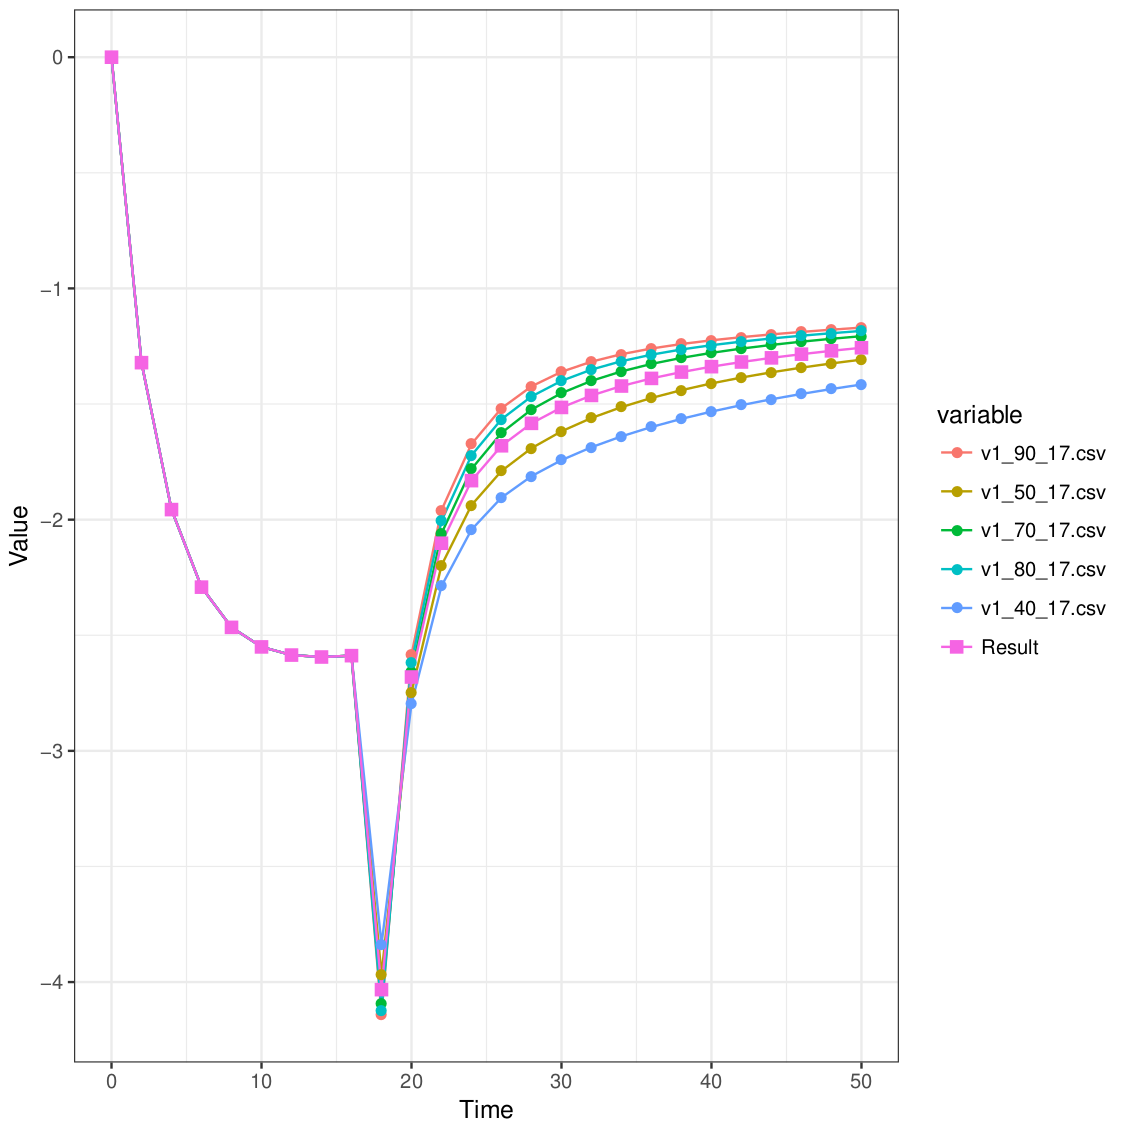 Value
0
−1
−2
−3
−4
0
10
20
30
40
50
Time
variable
v1_90_17.csv
v1_50_17.csv
v1_70_17.csv
v1_80_17.csv
v1_40_17.csv
Result